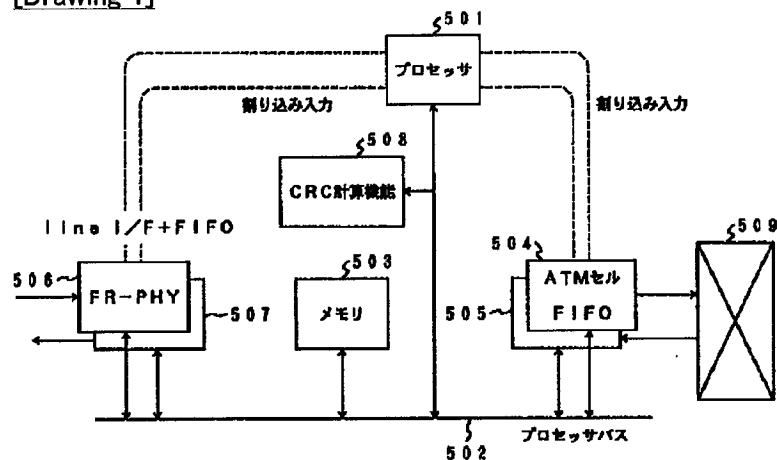 [Drawing 1]
501
プロセッサ
割り込み入力
割り込み入力
508
CRC計算機能
line I/F+FIFO
509
504
506
503
FR-PHY
ATMセル
FIFO
メモリ
507
505
プロセッサバス
502